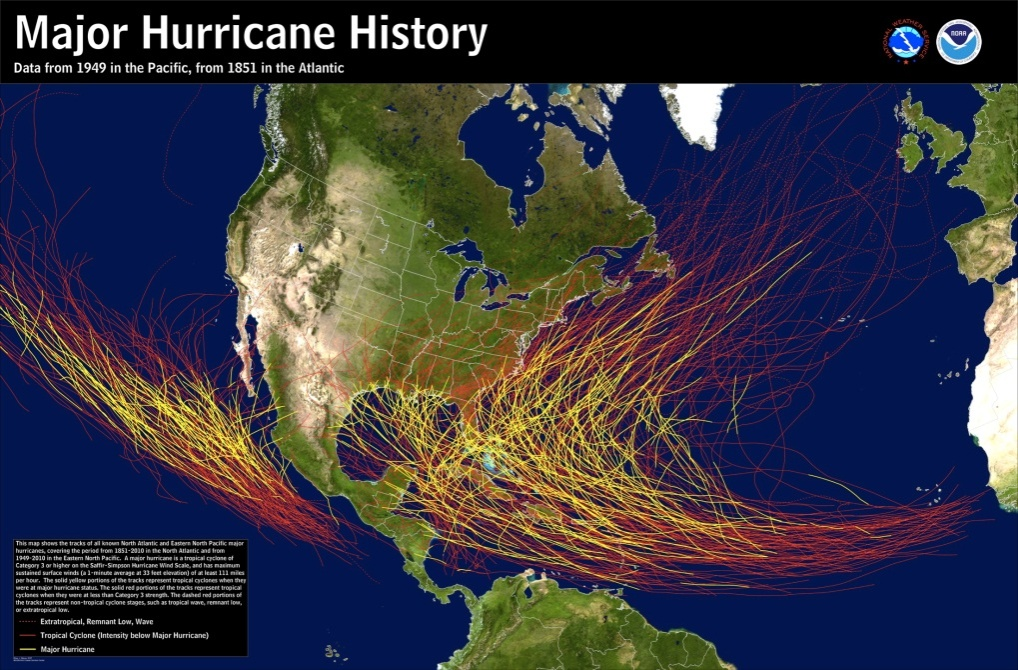 Major Hurricane History
Data from 1949 in the Pacific, from 1851 in the Atlantic
NATIONAL WEATHER SERVICE
NOAA
This map shows the tracks of all known North Atlantic and Eastern North Pacific major
hurricanes, covering the period from 1851-2010 in the North Atlantic and from
1949-2010 in the Eastern North Pacific. A major hurricane is a tropical cyclone of
Category 3 or higher on the Saffir-Simpson Hurricane Wind Scale, and has maximum
sustained surface winds (a 1-minute average at 33 feet elevation) of at least 111 miles
per hour. The solid yellow portions of the tracks represent tropical cyclones when they
were at major hurricane status. The solid red portions of the tracks represent tropical
cyclones when they were at less than Category 3 strength. The dashed red portions of
the tracks represent non-tropical cyclone stages, such as tropical wave, remnant low,
or extratropical low.
Extratropical, Remnant Low, Wave
Tropical Cyclone (Intensity below Major Hurricane)
Major Hurricane